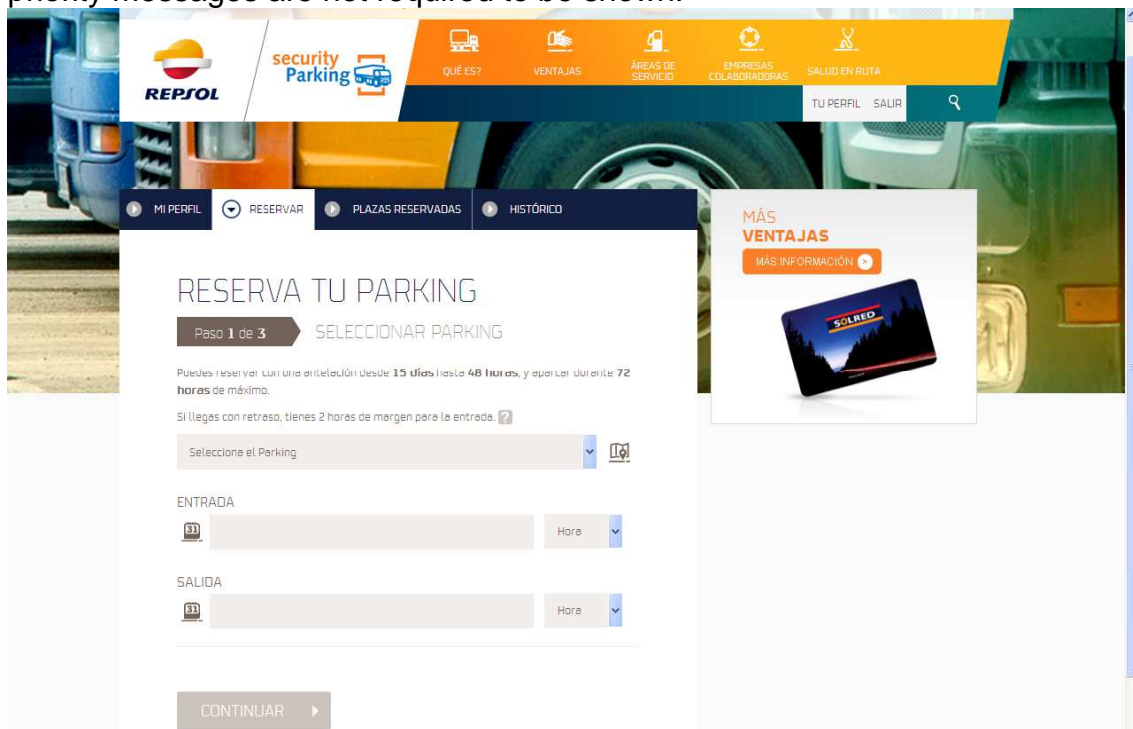 priority messages are not required to be shown.
REPSOL
security
Parking
QUÉ ES?
VENTAJAS
ÁREAS DE
SERVICIO
EMPRESAS
COLABORADORAS
SALUD EN RUTA
TU PERFIL SALIR
MI PERFIL RESERVAR PLAZAS RESERVADAS HISTÓRICO
MÁS
VENTAJAS
MÁS INFORMACIÓN
SOLRED
RESERVA TU PARKING
Paso 1 de 3 SELECCIONAR PARKING
Puedes reservar con una antelación desde 15 días hasta 48 horas, y aparcar durante 72
horas de máximo.
Si llegas con retraso, tienes 2 horas de margen para la entrada. ?
Selecciona el Parking
ENTRADA
31 Hora
SALIDA
31 Hora
CONTINUAR